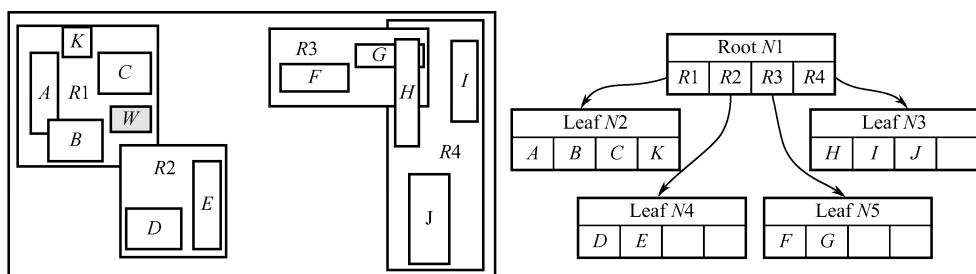 K
A
R1
C
W
B
R2
D
E
R3
F
G
H
I
R4
J
Root N1
R1 R2 R3 R4
Leaf N2
A B C K
Leaf N3
H I J
Leaf N4
D E
Leaf N5
F G